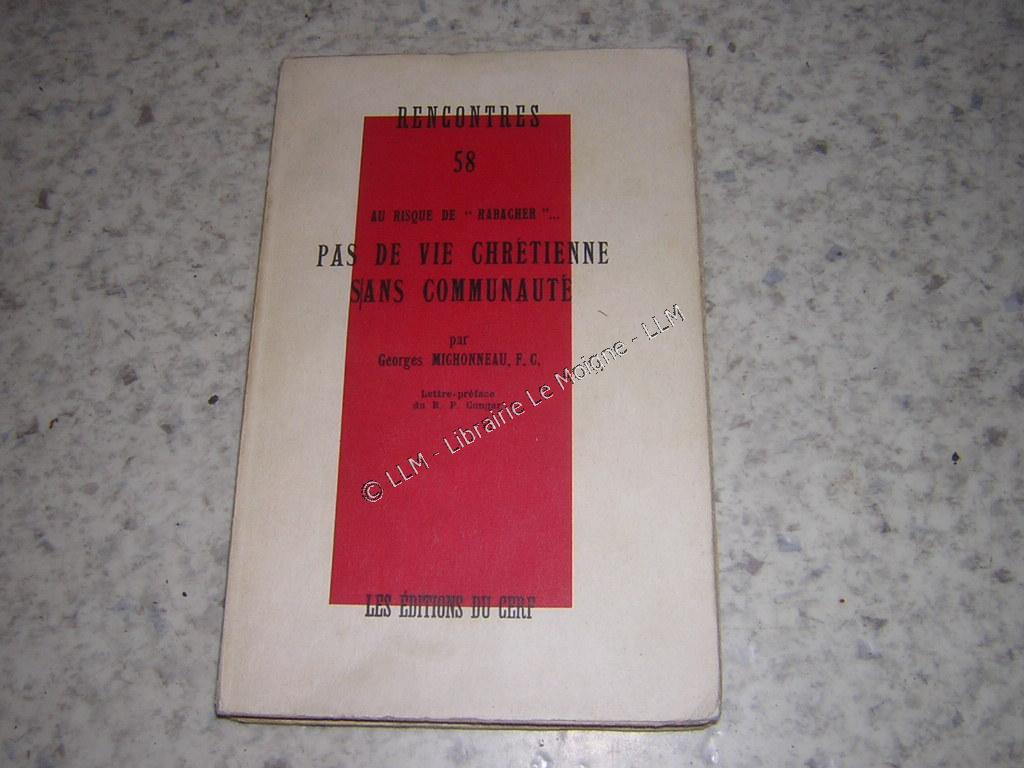 RENCONTRES
58
AU RISQUE DE " RABACHER "...
PAS DE VIE CHRÉTIENNE
SANS COMMUNAUTÉ
par
Georges MICHONNEAU, F. C.
Lettre-préface
du R. P. Congar
LES ÉDITIONS DU CERF
© LLM - Librairie Le Moigne - LLM